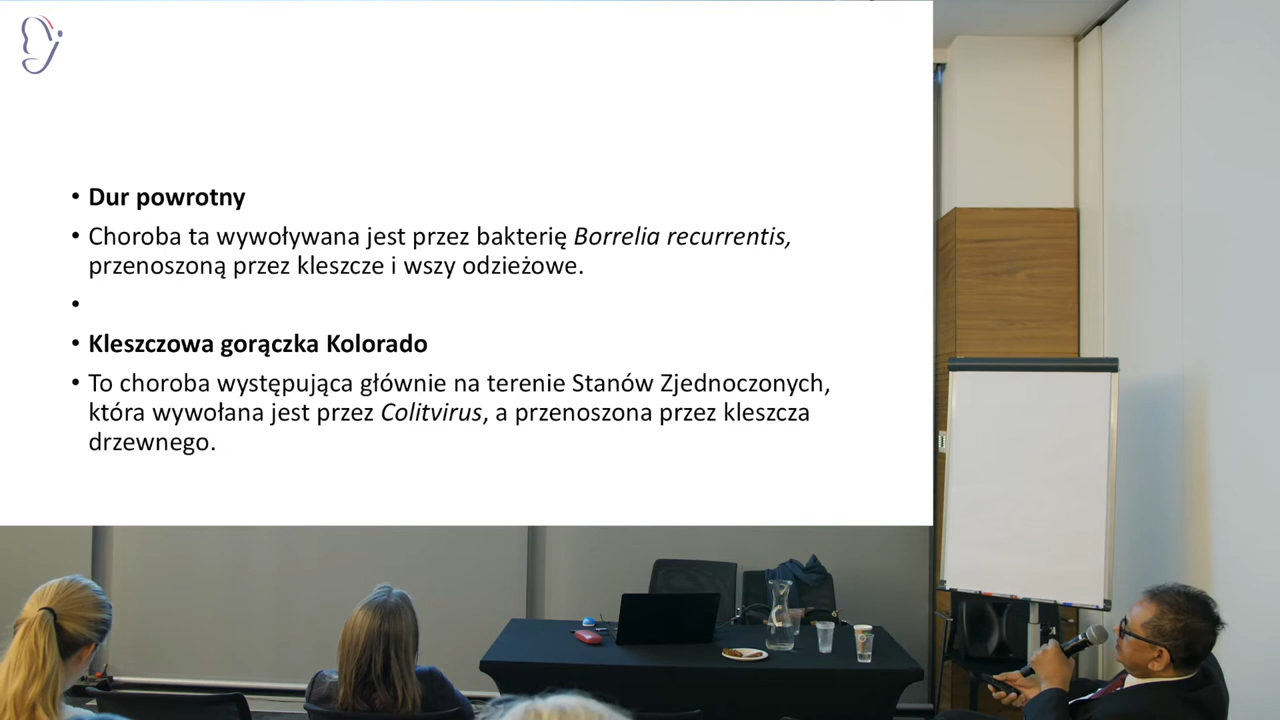 • Dur powrotny
• Choroba ta wywoływana jest przez bakterię Borrelia recurrentis,
przenoszoną przez kleszcze i wszy odzieżowe.
•
• Kleszczowa gorączka Kolorado
• To choroba występująca głównie na terenie Stanów Zjednoczonych,
która wywołana jest przez Colitvirus, a przenoszona przez kleszcza
drzewnego.